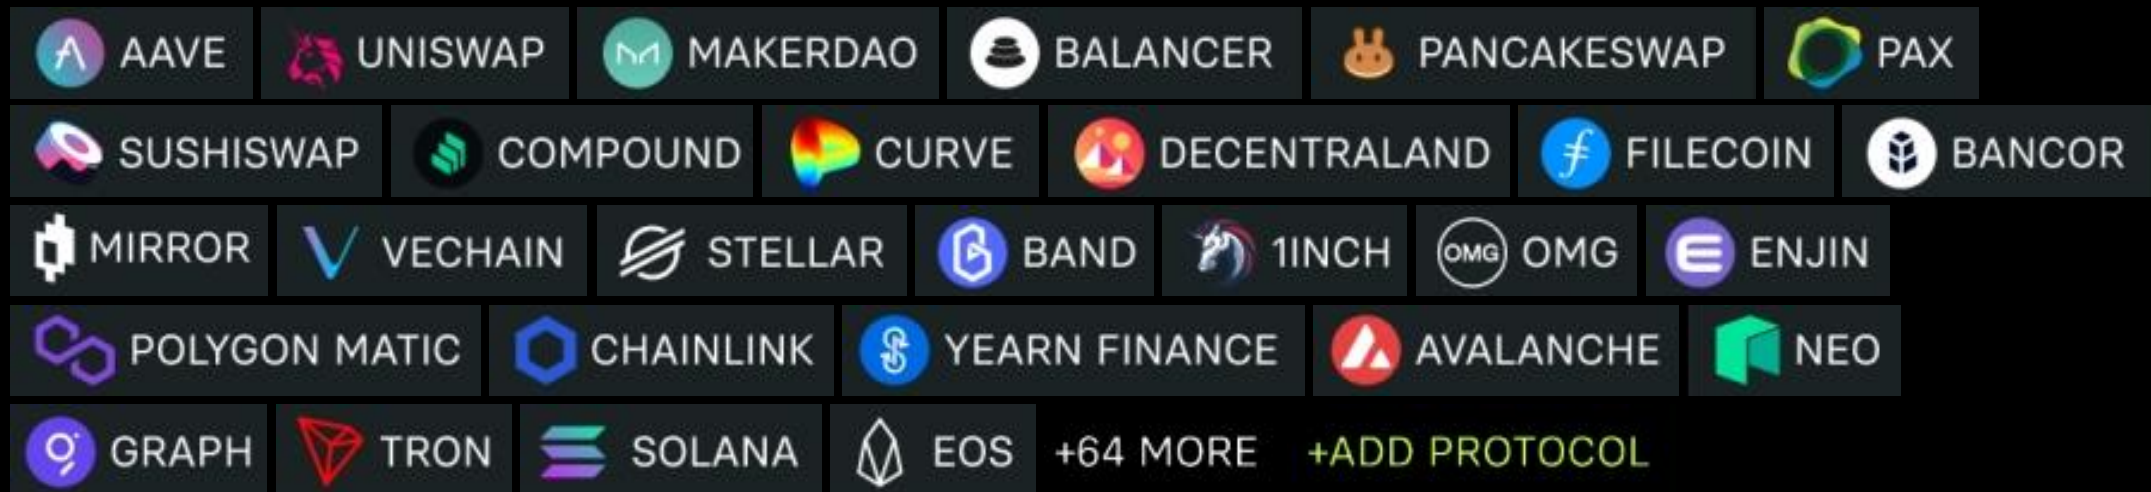 AAVE UNISWAP MAKERDAO BALANCER PANCAKESWAP PAX
SUSHISWAP COMPOUND CURVE DECENTRALAND FILECOIN BANCOR
MIRROR VECHAIN STELLAR BAND 1INCH OMG OMG ENJIN
POLYGON MATIC CHAINLINK YEARN FINANCE AVALANCHE NEO
GRAPH TRON SOLANA EOS +64 MORE +ADD PROTOCOL